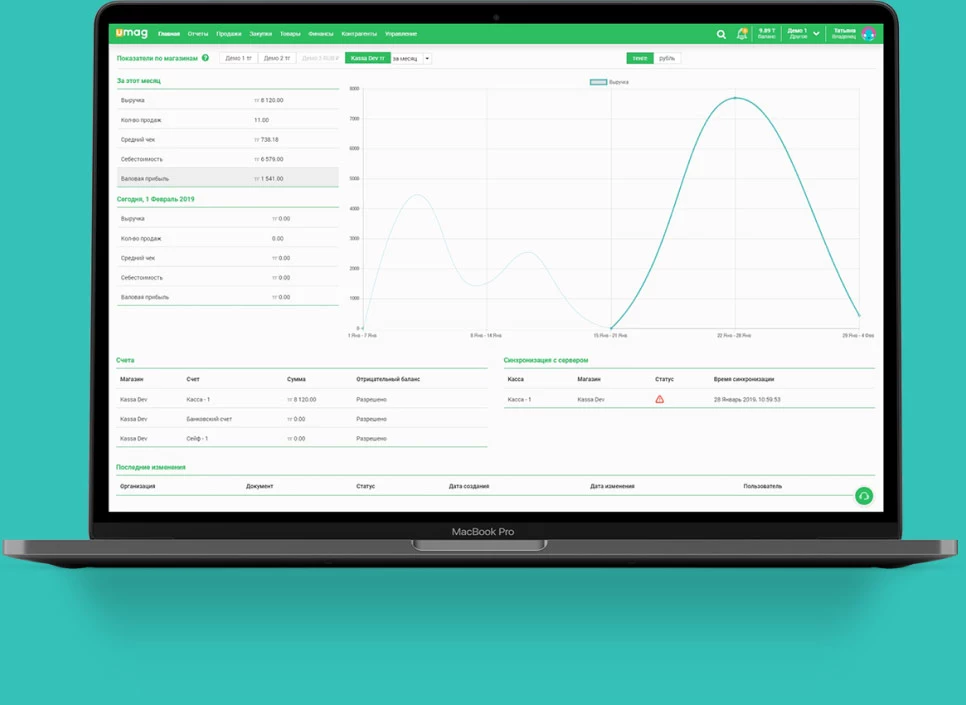 umag Главная Отчеты Продажи Закупки Товары Финансы Контрагенты Управление
9.89 T Баланс
Демо 1 Другие
Татьяна Владелец
Показатели по магазинам ? Демо 1 тг Демо 2 тг Kassa Dev тг за месяц тенге рубль
За этот месяц
Выручка тг 8 120.00
Кол-во продаж 11.00
Средний чек тг 738.18
Себестоимость тг 6 579.00
Валовая прибыль тг 1 541.00
Сегодня, 1 Февраль 2019
Выручка тг 0.00
Кол-во продаж 0.00
Средний чек тг 0.00
Себестоимость тг 0.00
Валовая прибыль тг 0.00
Выручка
8000
7000
6000
5000
4000
3000
2000
1000
0
1 Янв - 7 Янв 8 Янв - 14 Янв 15 Янв - 21 Янв 22 Янв - 28 Янв 29 Янв - 4 Фев
Счета
Магазин Счет Сумма Отрицательный баланс
Kassa Dev Касса - 1 тг 8 120.00 Разрешено
Kassa Dev Банковский счет тг 0.00 Разрешено
Kassa Dev Сейф - 1 тг 0.00 Разрешено
Синхронизация с сервером
Касса Магазин Статус Время синхронизации
Касса - 1 Kassa Dev 28 Январь 2019, 10:59:53
Последние изменения
Организация Документ Статус Дата создания Дата изменения Пользователь
MacBook Pro